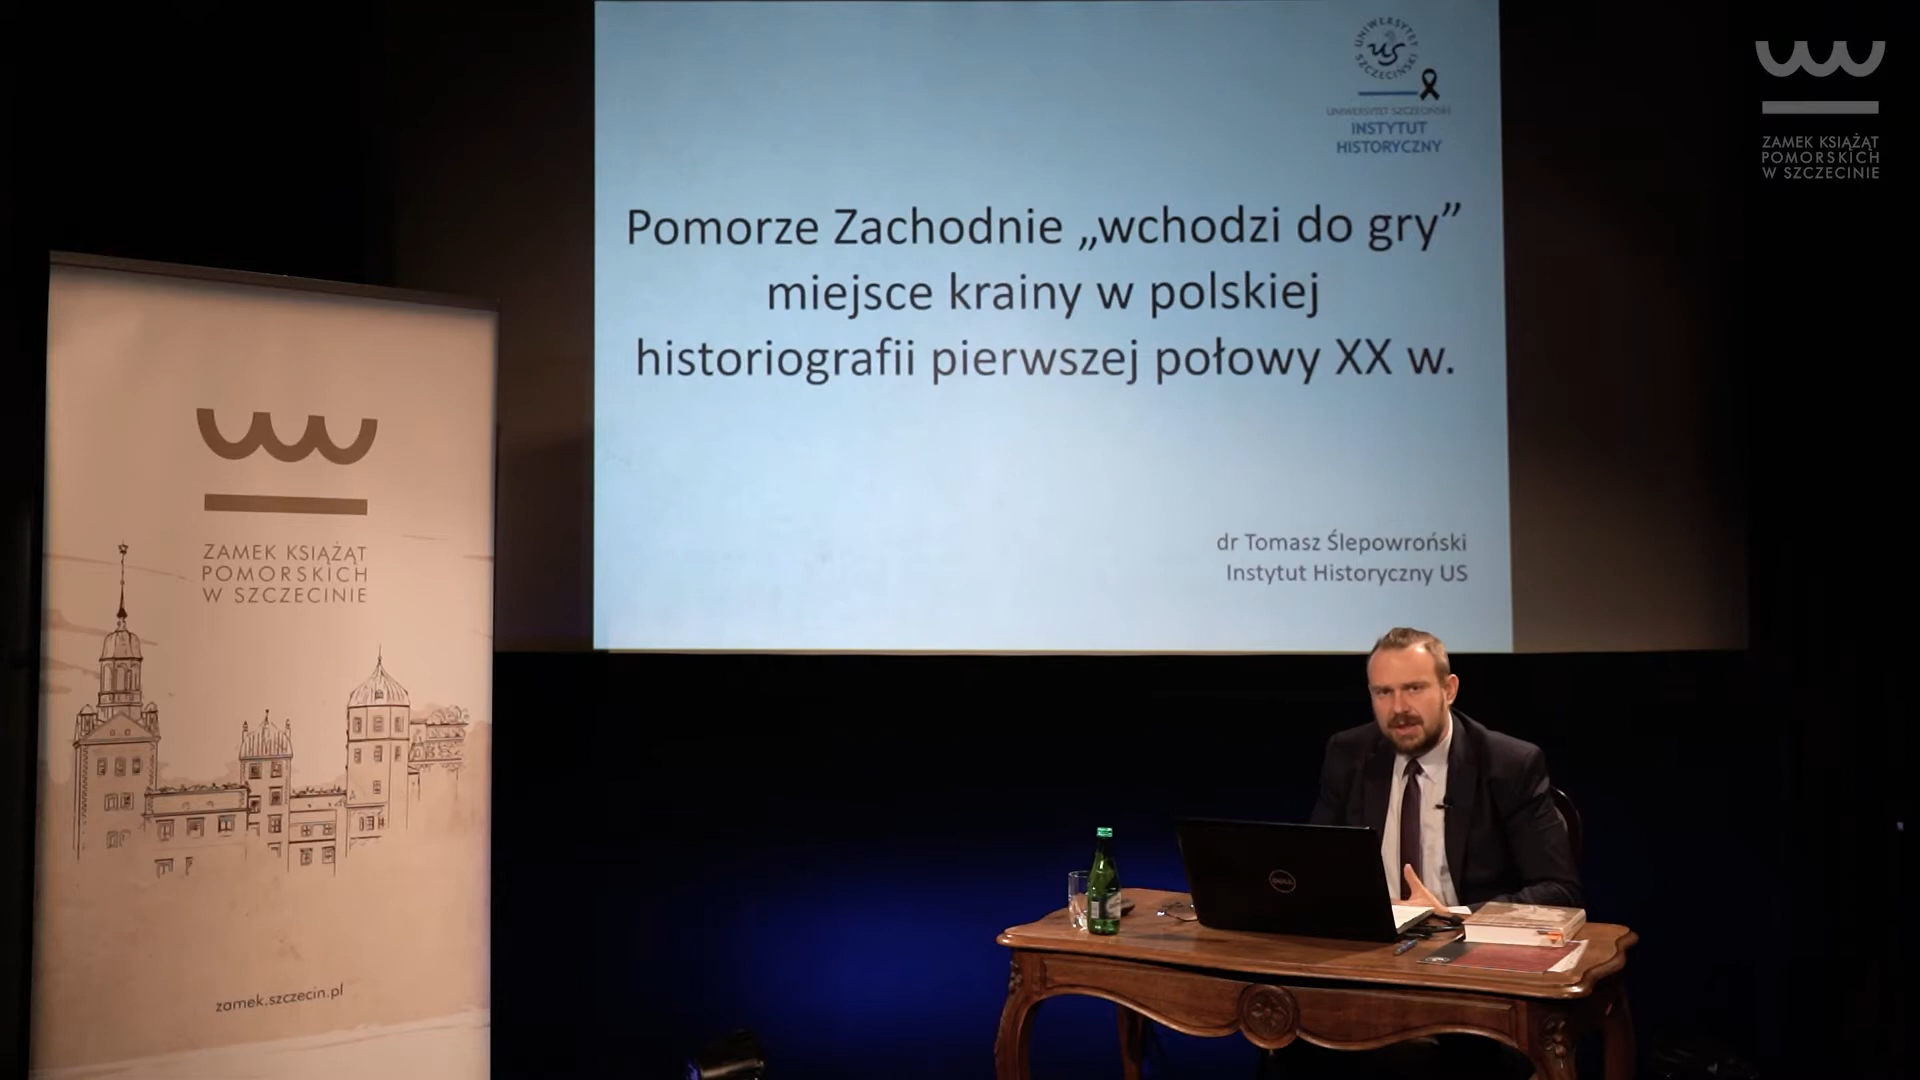 UNIWERSYTET SZCZECIŃSKI
US
UNIWERSYTET SZCZECIŃSKI
INSTYTUT
HISTORYCZNY
ZAMEK KSIĄŻĄT
POMORSKICH
W SZCZECINIE
Pomorze Zachodnie „wchodzi do gry”
miejsce krainy w polskiej
historiografii pierwszej połowy XX w.
dr Tomasz Ślepowroński
Instytut Historyczny US
ZAMEK KSIĄŻĄT
POMORSKICH
W SZCZECINIE
zamek.szczecin.pl
DELL